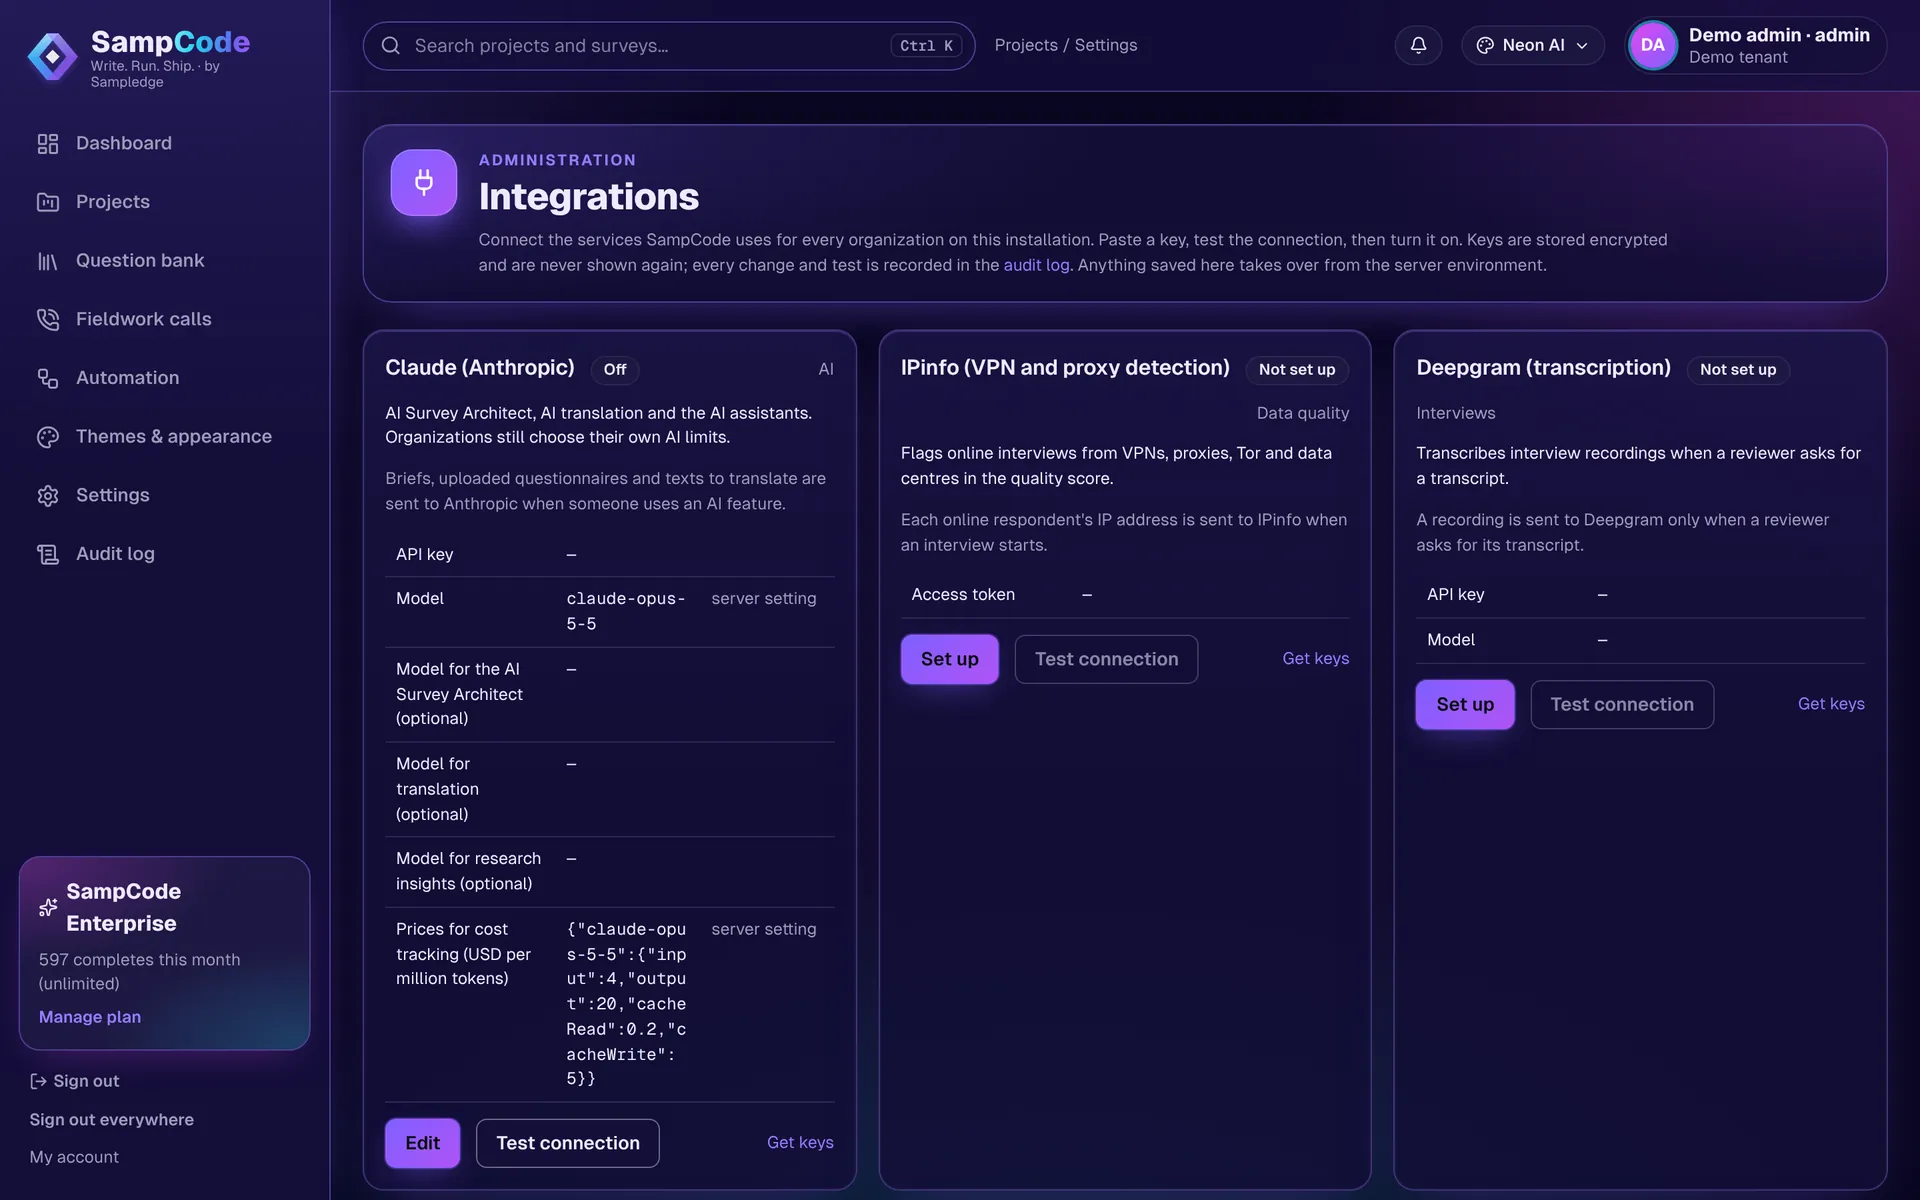 SampCode
Write. Run. Ship. · by
Sampledge
Dashboard
Projects
Question bank
Fieldwork calls
Automation
Themes & appearance
Settings
Audit log
SampCode
Enterprise
597 completes this month
(unlimited)
Manage plan
Sign out
Sign out everywhere
My account
Search projects and surveys...
Ctrl K
Projects / Settings
Neon AI
DA
Demo admin · admin
Demo tenant
ADMINISTRATION
Integrations
Connect the services SampCode uses for every organization on this installation. Paste a key, test the connection, then turn it on. Keys are stored encrypted
and are never shown again; every change and test is recorded in the audit log. Anything saved here takes over from the server environment.
Claude (Anthropic)
Off
AI
AI Survey Architect, AI translation and the AI assistants.
Organizations still choose their own AI limits.
Briefs, uploaded questionnaires and texts to translate are
sent to Anthropic when someone uses an AI feature.
API key –
Model claude-opus- server setting
5-5
Model for the AI –
Survey Architect
(optional)
Model for –
translation
(optional)
Model for research –
insights (optional)
Prices for cost {"claude-opu server setting
tracking (USD per s-5-5":{"inp
million tokens) ut":4,"outpu
t":20,"cache
Read":0.2,"c
acheWrite":
5}}
Edit
Test connection
Get keys
IPinfo (VPN and proxy detection)
Not set up
Data quality
Flags online interviews from VPNs, proxies, Tor and data
centres in the quality score.
Each online respondent's IP address is sent to IPinfo when
an interview starts.
Access token –
Set up
Test connection
Get keys
Deepgram (transcription)
Not set up
Interviews
Transcribes interview recordings when a reviewer asks for
a transcript.
A recording is sent to Deepgram only when a reviewer
asks for its transcript.
API key –
Model –
Set up
Test connection
Get keys